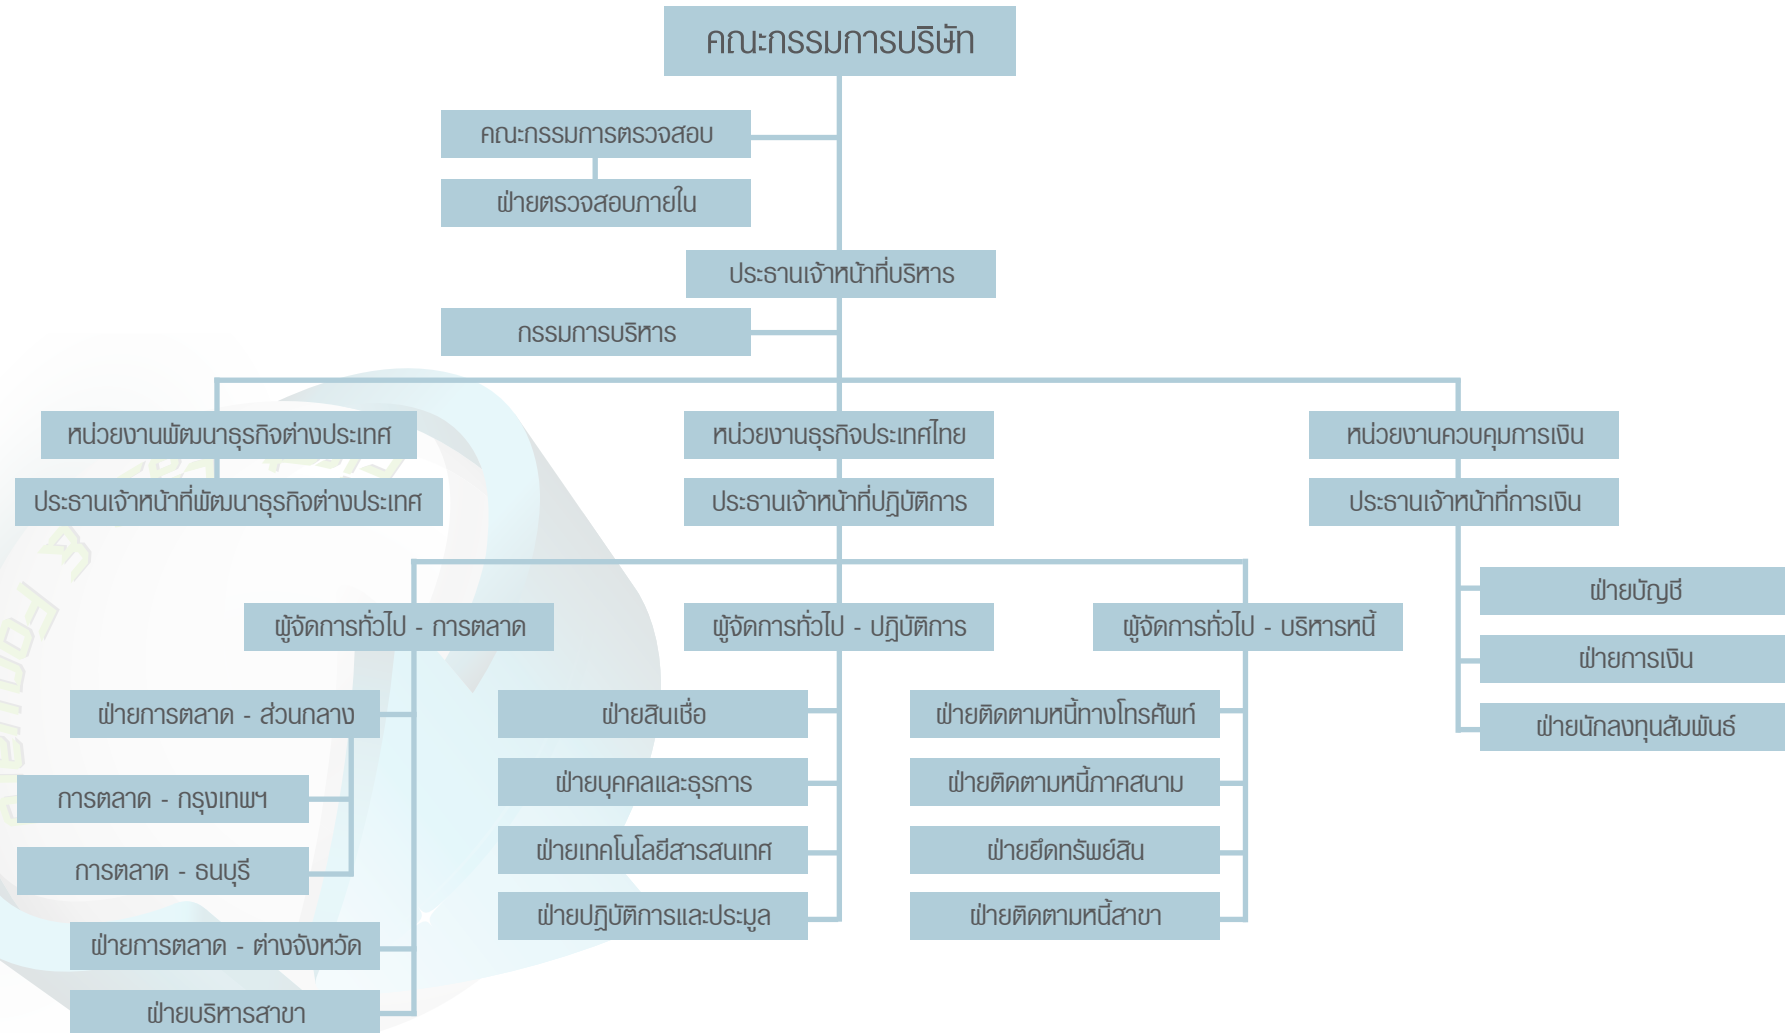 คณะกรรมการบริษัท
คณะกรรมการตรวจสอบ
ฝ่ายตรวจสอบภายใน
ประธานเจ้าหน้าที่บริหาร
กรรมการบริหาร
หน่วยงานพัฒนาธุรกิจต่างประเทศ
หน่วยงานธุรกิจประเทศไทย
หน่วยงานควบคุมการเงิน
ประธานเจ้าหน้าที่พัฒนาธุรกิจต่างประเทศ
ประธานเจ้าหน้าที่ปฏิบัติการ
ประธานเจ้าหน้าที่การเงิน
ฝ่ายบัญชี
ฝ่ายการเงิน
ฝ่ายนักลงทุนสัมพันธ์
ผู้จัดการทั่วไป - การตลาด
ผู้จัดการทั่วไป - ปฏิบัติการ
ผู้จัดการทั่วไป - บริหารหนี้
ฝ่ายการตลาด - ส่วนกลาง
การตลาด - กรุงเทพฯ
การตลาด - ธนบุรี
ฝ่ายการตลาด - ต่างจังหวัด
ฝ่ายบริหารสาขา
ฝ่ายสินเชื่อ
ฝ่ายบุคคลและธุรการ
ฝ่ายเทคโนโลยีสารสนเทศ
ฝ่ายปฏิบัติการและประมูล
ฝ่ายติดตามหนี้ทางโทรศัพท์
ฝ่ายติดตามหนี้ภาคสนาม
ฝ่ายยึดทรัพย์สิน
ฝ่ายติดตามหนี้สาขา